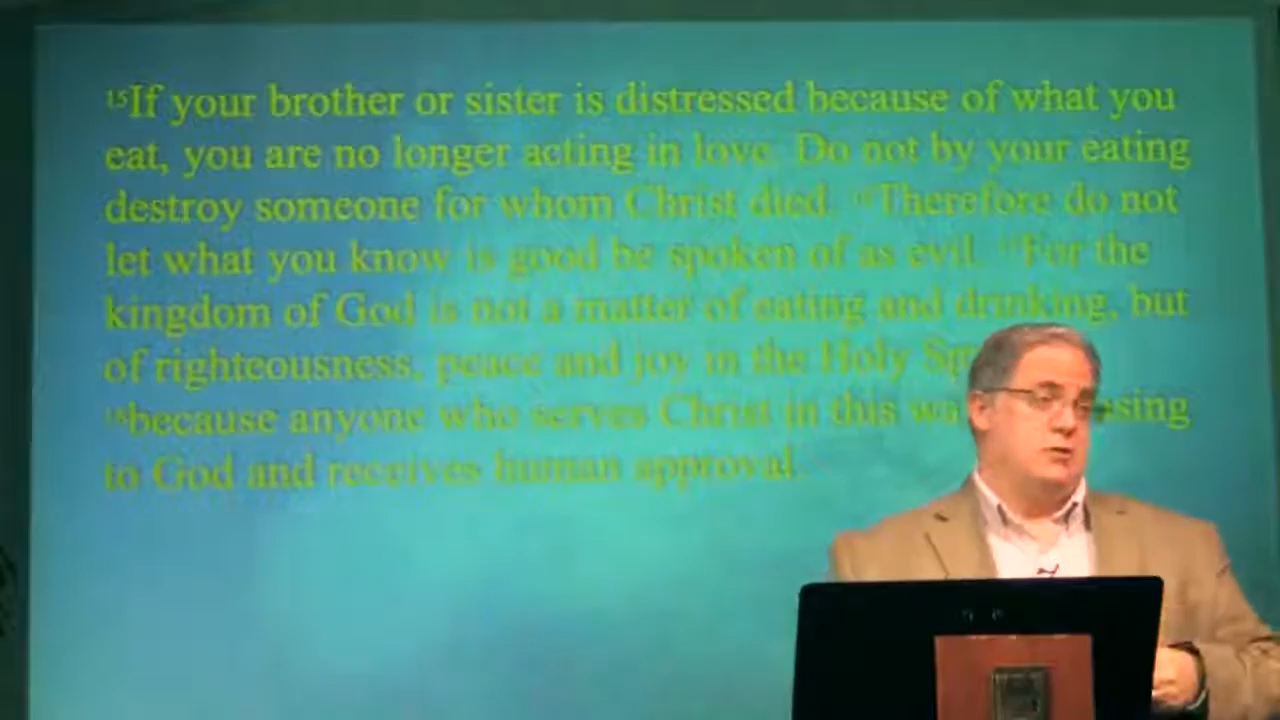 15If your brother or sister is distressed because of what you
eat, you are no longer acting in love. Do not by your eating
destroy someone for whom Christ died. 16Therefore do not
let what you know is good be spoken of as evil. 17For the
kingdom of God is not a matter of eating and drinking, but
of righteousness, peace and joy in the Holy Sp
18because anyone who serves Christ in this wa asing
to God and receives human approval.